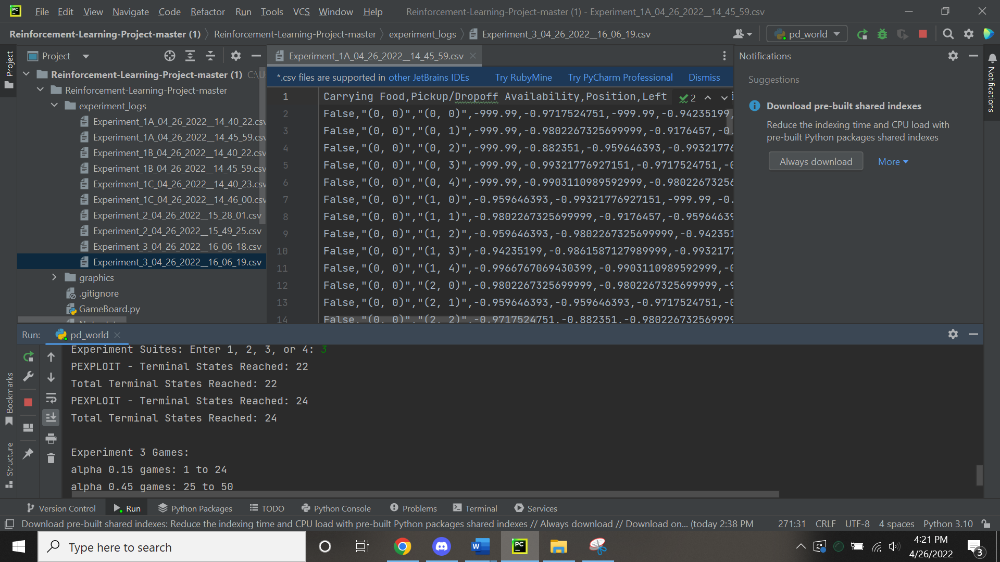 File Edit View Navigate Code Refactor Run Tools VCS Window Help Reinforcement-Learning-Project-master (1) - Experiment_1A_04_26_2022__14_45_59.csv
Reinforcement-Learning-Project-master (1) Reinforcement-Learning-Project-master experiment_logs Experiment_3_04_26_2022__16_06_19.csv pd_world
Project
Project
Reinforcement-Learning-Project-master (1) C:\Us
Reinforcement-Learning-Project-master
experiment_logs
Experiment_1A_04_26_2022__14_40_22.csv
Experiment_1A_04_26_2022__14_45_59.csv
Experiment_1B_04_26_2022__14_40_22.csv
Experiment_1B_04_26_2022__14_45_59.csv
Experiment_1C_04_26_2022__14_40_23.csv
Experiment_1C_04_26_2022__14_46_00.csv
Experiment_2_04_26_2022__15_28_01.csv
Experiment_2_04_26_2022__15_49_25.csv
Experiment_3_04_26_2022__16_06_18.csv
Experiment_3_04_26_2022__16_06_19.csv
graphics
.gitignore
GameBoard.py
Experiment_1A_04_26_2022__14_45_59.csv
*.csv files are supported in other JetBrains IDEs Try RubyMine Try PyCharm Professional Dismiss
1 Carrying Food,Pickup/Dropoff Availability,Position,Left 2
2 False,"(0, 0)","(0, 0)",-999.99,-0.9717524751,-999.99,-0.94235199,
3 False,"(0, 0)","(0, 1)",-999.99,-0.9802267325699999,-0.9176457,-0.
4 False,"(0, 0)","(0, 2)",-999.99,-0.882351,-0.959646393,-0.99321776
5 False,"(0, 0)","(0, 3)",-999.99,-0.99321776927151,-0.9717524751,-0
6 False,"(0, 0)","(0, 4)",-999.99,-0.9903110989592999,-0.98022673256
7 False,"(0, 0)","(1, 0)",-0.959646393,-0.99321776927151,-999.99,-0.
8 False,"(0, 0)","(1, 1)",-0.9802267325699999,-0.9176457,-0.95964639
9 False,"(0, 0)","(1, 2)",-0.959646393,-0.9802267325699999,-0.942351
10 False,"(0, 0)","(1, 3)",-0.94235199,-0.9861587127989999,-0.9932177
11 False,"(0, 0)","(1, 4)",-0.9966767069430399,-0.9903110989592999,-0
12 False,"(0, 0)","(2, 0)",-0.9802267325699999,-0.9802267325699999,-9
13 False,"(0, 0)","(2, 1)",-0.959646393,-0.959646393,-0.9717524751,-0
14 False,"(0, 0)","(2, 2)",-0.9717524751,-0.882351,-0.980226732569999
Notifications
Suggestions
Download pre-built shared indexes
Reduce the indexing time and CPU load with
pre-built Python packages shared indexes
Always download More
Notifications
Run: pd_world
Experiment Suites: Enter 1, 2, 3, or 4: 3
PEXPLOIT - Terminal States Reached: 22
Total Terminal States Reached: 22
PEXPLOIT - Terminal States Reached: 24
Total Terminal States Reached: 24
Experiment 3 Games:
alpha 0.15 games: 1 to 24
alpha 0.45 games: 25 to 50
Bookmarks
Structure
Version Control Run Python Packages TODO Python Console Problems Terminal Services
Download pre-built shared indexes: Reduce the indexing time and CPU load with pre-built Python packages shared indexes // Always download // Download on... (today 2:38 PM 271:31 CRLF UTF-8 4 spaces Python 3.10
Type here to search
4:21 PM
4/26/2022
3